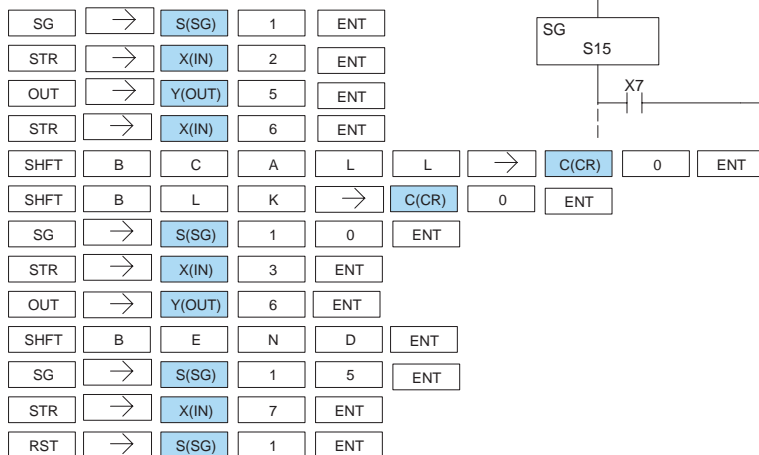 SG → S(SG) 1 ENT
STR → X(IN) 2 ENT
OUT → Y(OUT) 5 ENT
STR → X(IN) 6 ENT
SHFT B C A L L → C(CR) 0 ENT
SHFT B L K → C(CR) 0 ENT
SG → S(SG) 1 0 ENT
STR → X(IN) 3 ENT
OUT → Y(OUT) 6 ENT
SHFT B E N D ENT
SG → S(SG) 1 5 ENT
STR → X(IN) 7 ENT
RST → S(SG) 1 ENT
SG
S15
X7